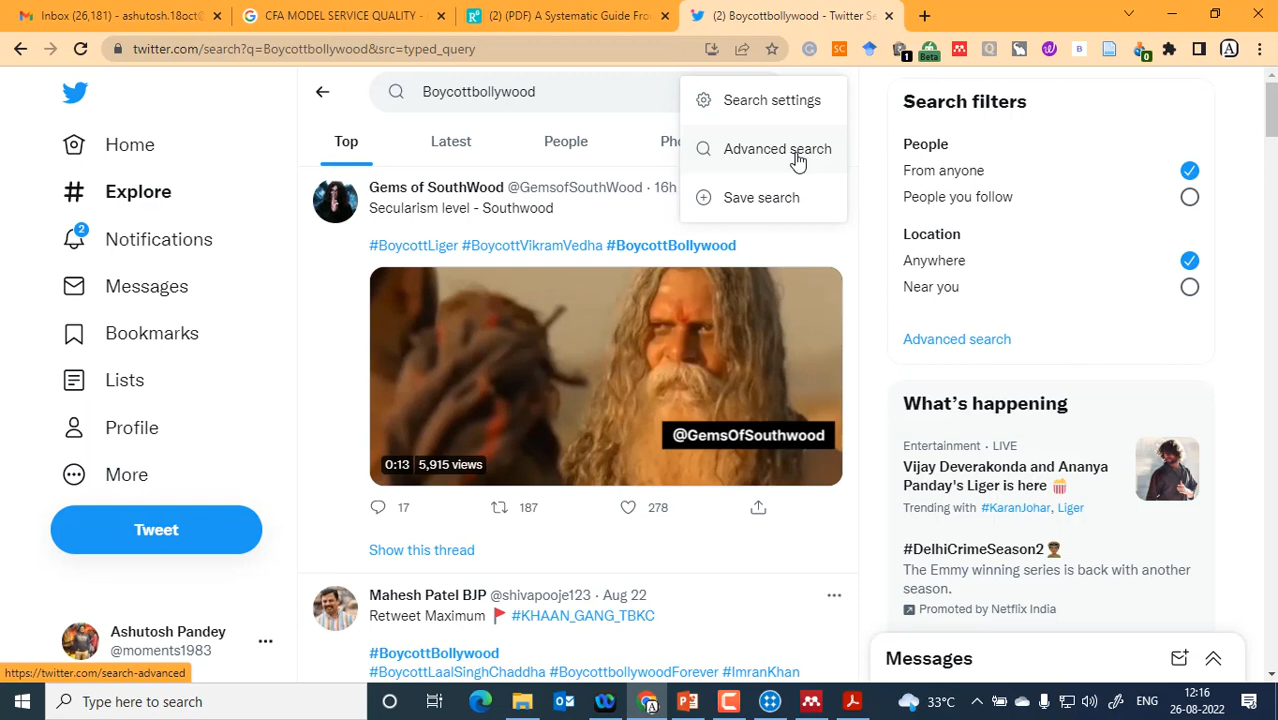 Inbox (26,181) - ashutosh.18oct@
CFA MODEL SERVICE QUALITY -
(PDF) A Systematic Guide Fro
(2) Boycottbollywood - Twitter Se
twitter.com/search?q=Boycottbollywood&src=typed_query
Boycottbollywood
Top
Latest
People
Pho
Search settings
Advanced search
Save search
Home
Explore
2
Notifications
Messages
Bookmarks
Lists
Profile
More
Tweet
Ashutosh Pandey
@moments1983
https://twitter.com/search-advanced
Gems of SouthWood @GemsofSouthWood · 16h
Secularism level - Southwood
#BoycottLiger #BoycottVikramVedha #BoycottBollywood
@GemsOfSouthwood
0:13 5,915 views
17 187 278
Show this thread
Mahesh Patel BJP @shivapooje123 · Aug 22
Retweet Maximum 🚩 #KHAAN_GANG_TBKC
#BoycottBollywood
#BoycottLaalSinghChaddha #BoycottbollywoodForever #ImranKhan
Search filters
People
From anyone
People you follow
Location
Anywhere
Near you
Advanced search
What's happening
Entertainment · LIVE
Vijay Deverakonda and Ananya
Panday's Liger is here 🍿
Trending with #KaranJohar, Liger
#DelhiCrimeSeason2
The Emmy winning series is back with another
season.
Promoted by Netflix India
Messages
Type here to search
33°C
ENG
12:16
26-08-2022